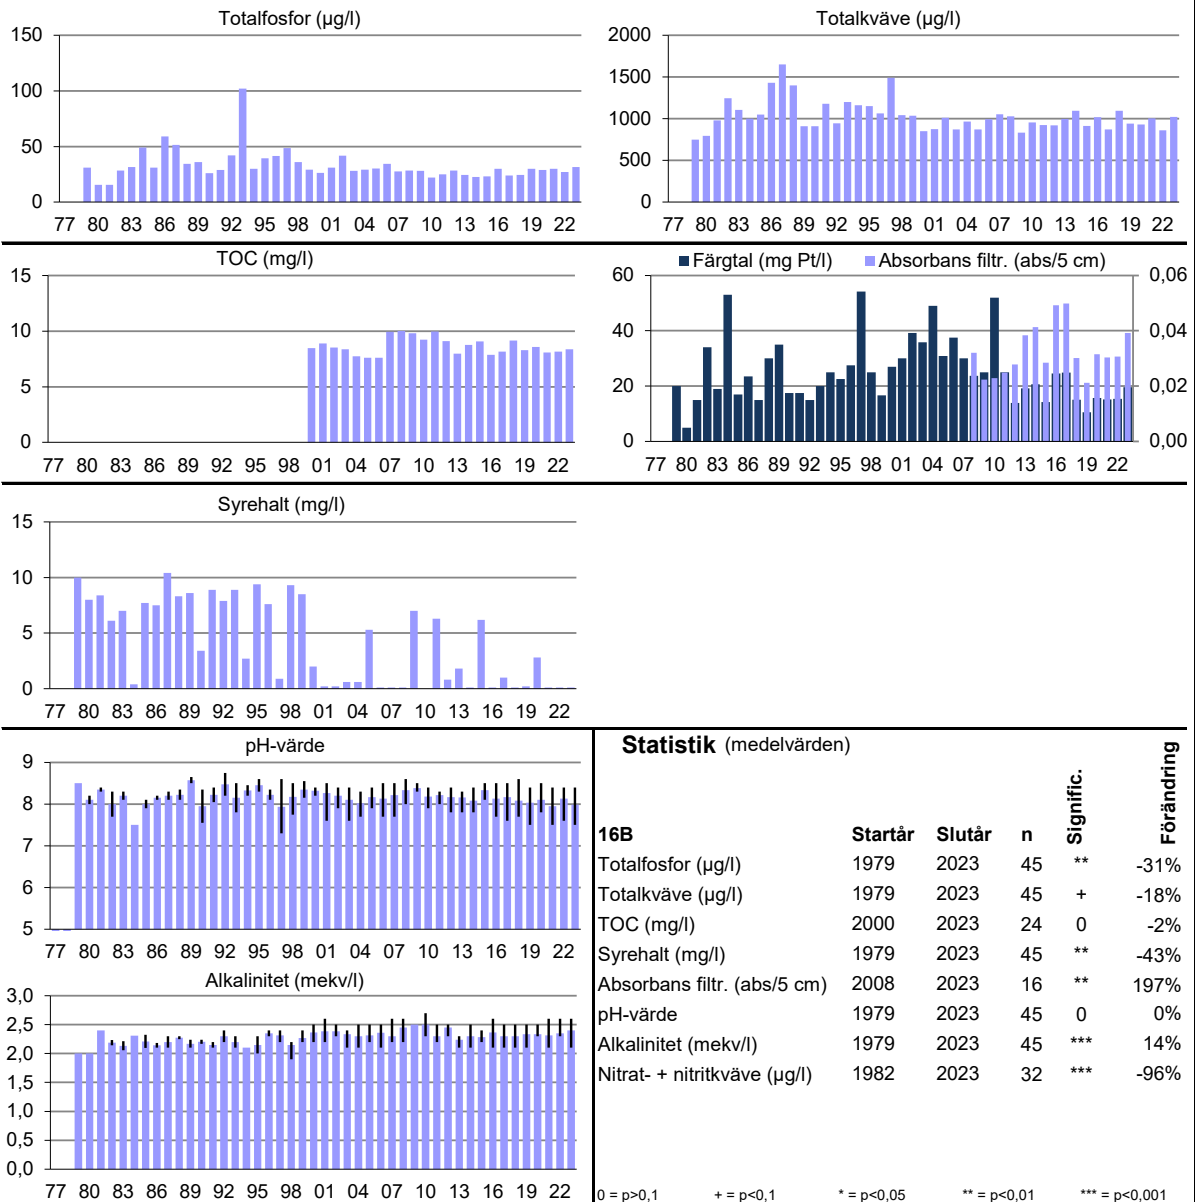 Totalfosfor (µg/l)
150
100
50
0
77 80 83 86 89 92 95 98 01 04 07 10 13 16 19 22
Totalkväve (µg/l)
2000
1500
1000
500
0
77 80 83 86 89 92 95 98 01 04 07 10 13 16 19 22
TOC (mg/l)
15
10
5
0
77 80 83 86 89 92 95 98 01 04 07 10 13 16 19 22
Färgtal (mg Pt/l) Absorbans filtr. (abs/5 cm)
60 0,06
40 0,04
20 0,02
0 0,00
77 80 83 86 89 92 95 98 01 04 07 10 13 16 19 22
Syrehalt (mg/l)
15
10
5
0
77 80 83 86 89 92 95 98 01 04 07 10 13 16 19 22
pH-värde
9
8
7
6
5
77 80 83 86 89 92 95 98 01 04 07 10 13 16 19 22
Alkalinitet (mekv/l)
3,0
2,5
2,0
1,5
1,0
0,5
0,0
77 80 83 86 89 92 95 98 01 04 07 10 13 16 19 22
Statistik (medelvärden)
16B Startår Slutår n Signific. Förändring
Totalfosfor (µg/l) 1979 2023 45 ** -31%
Totalkväve (µg/l) 1979 2023 45 + -18%
TOC (mg/l) 2000 2023 24 0 -2%
Syrehalt (mg/l) 1979 2023 45 ** -43%
Absorbans filtr. (abs/5 cm) 2008 2023 16 ** 197%
pH-värde 1979 2023 45 0 0%
Alkalinitet (mekv/l) 1979 2023 45 *** 14%
Nitrat- + nitritkväve (µg/l) 1982 2023 32 *** -96%
0 = p>0,1 + = p<0,1 * = p<0,05 ** = p<0,01 *** = p<0,001